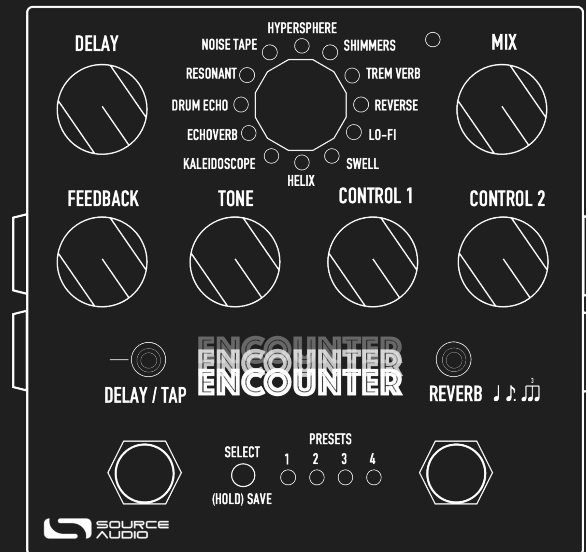 DELAY
HYPERSPHERE
MIX
NOISE TAPE
SHIMMERS
RESONANT
TREM VERB
DRUM ECHO
REVERSE
ECHOVERB
LO-FI
KALEIDOSCOPE
SWELL
HELIX
FEEDBACK
TONE
CONTROL 1
CONTROL 2
ENCOUNTER
ENCOUNTER
ENCOUNTER
DELAY / TAP
REVERB
3
PRESETS
SELECT
1 2 3 4
(HOLD) SAVE
SOURCE
AUDIO